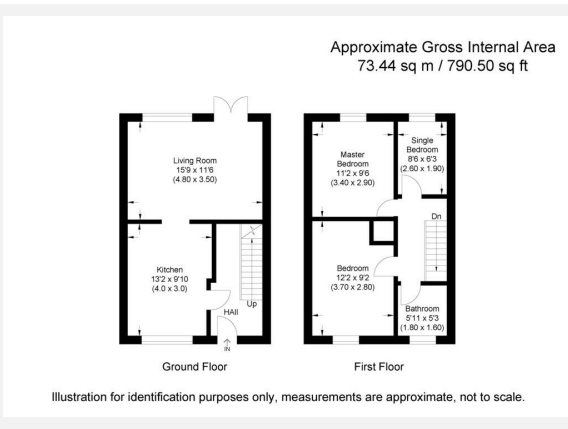 Approximate Gross Internal Area
73.44 sq m / 790.50 sq ft
Living Room
15'9 x 11'6
(4.80 x 3.50)
Kitchen
13'2 x 9'10
(4.0 x 3.0)
Up
HAll
IN
Ground Floor
Master
Bedroom
11'2 x 9'6
(3.40 x 2.90)
Single
Bedroom
8'6 x 6'3
(2.60 x 1.90)
Dn
Bedroom
12'2 x 9'2
(3.70 x 2.80)
Bathroom
5'11 x 5'3
(1.80 x 1.60)
First Floor
Illustration for identification purposes only, measurements are approximate, not to scale.